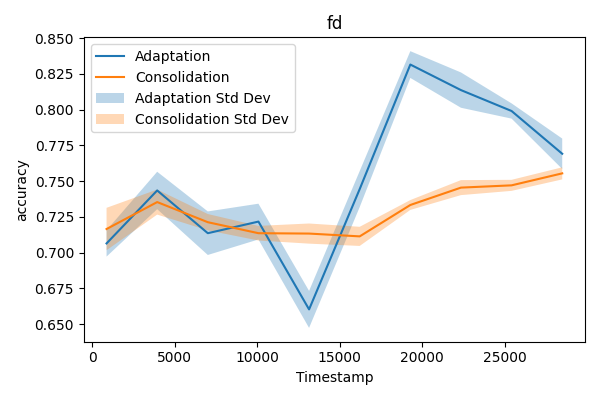 fd
Adaptation
Consolidation
Adaptation Std Dev
Consolidation Std Dev
accuracy
0.850
0.825
0.800
0.775
0.750
0.725
0.700
0.675
0.650
0
5000
10000
15000
20000
25000
Timestamp